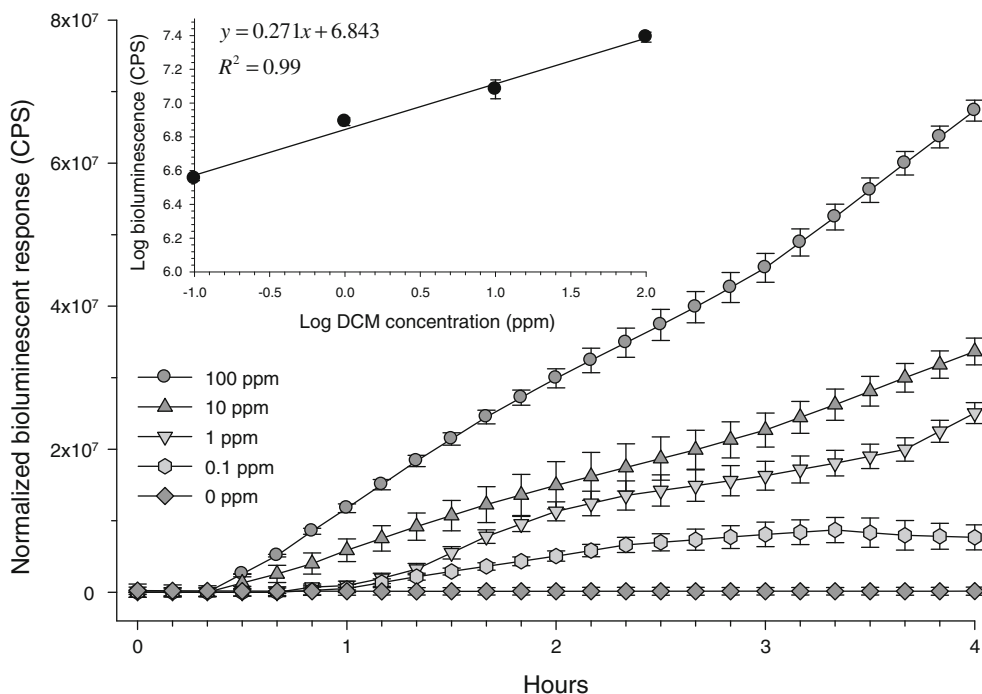 Normalized bioluminescent response (CPS)
8x10⁷
6x10⁷
4x10⁷
2x10⁷
0
Log bioluminescence (CPS)
7.4
7.2
7.0
6.8
6.6
6.4
6.2
6.0
y = 0.271x + 6.843
R² = 0.99
-1.0 -0.5 0.0 0.5 1.0 1.5 2.0
Log DCM concentration (ppm)
100 ppm
10 ppm
1 ppm
0.1 ppm
0 ppm
0 1 2 3 4
Hours